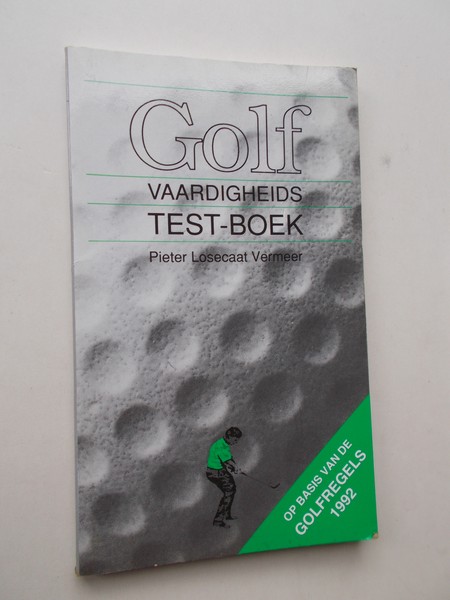 Golf
VAARDIGHEIDS
TEST-BOEK
Pieter Losecaat Vermeer
OP BASIS VAN DE
GOLFREGELS
1992